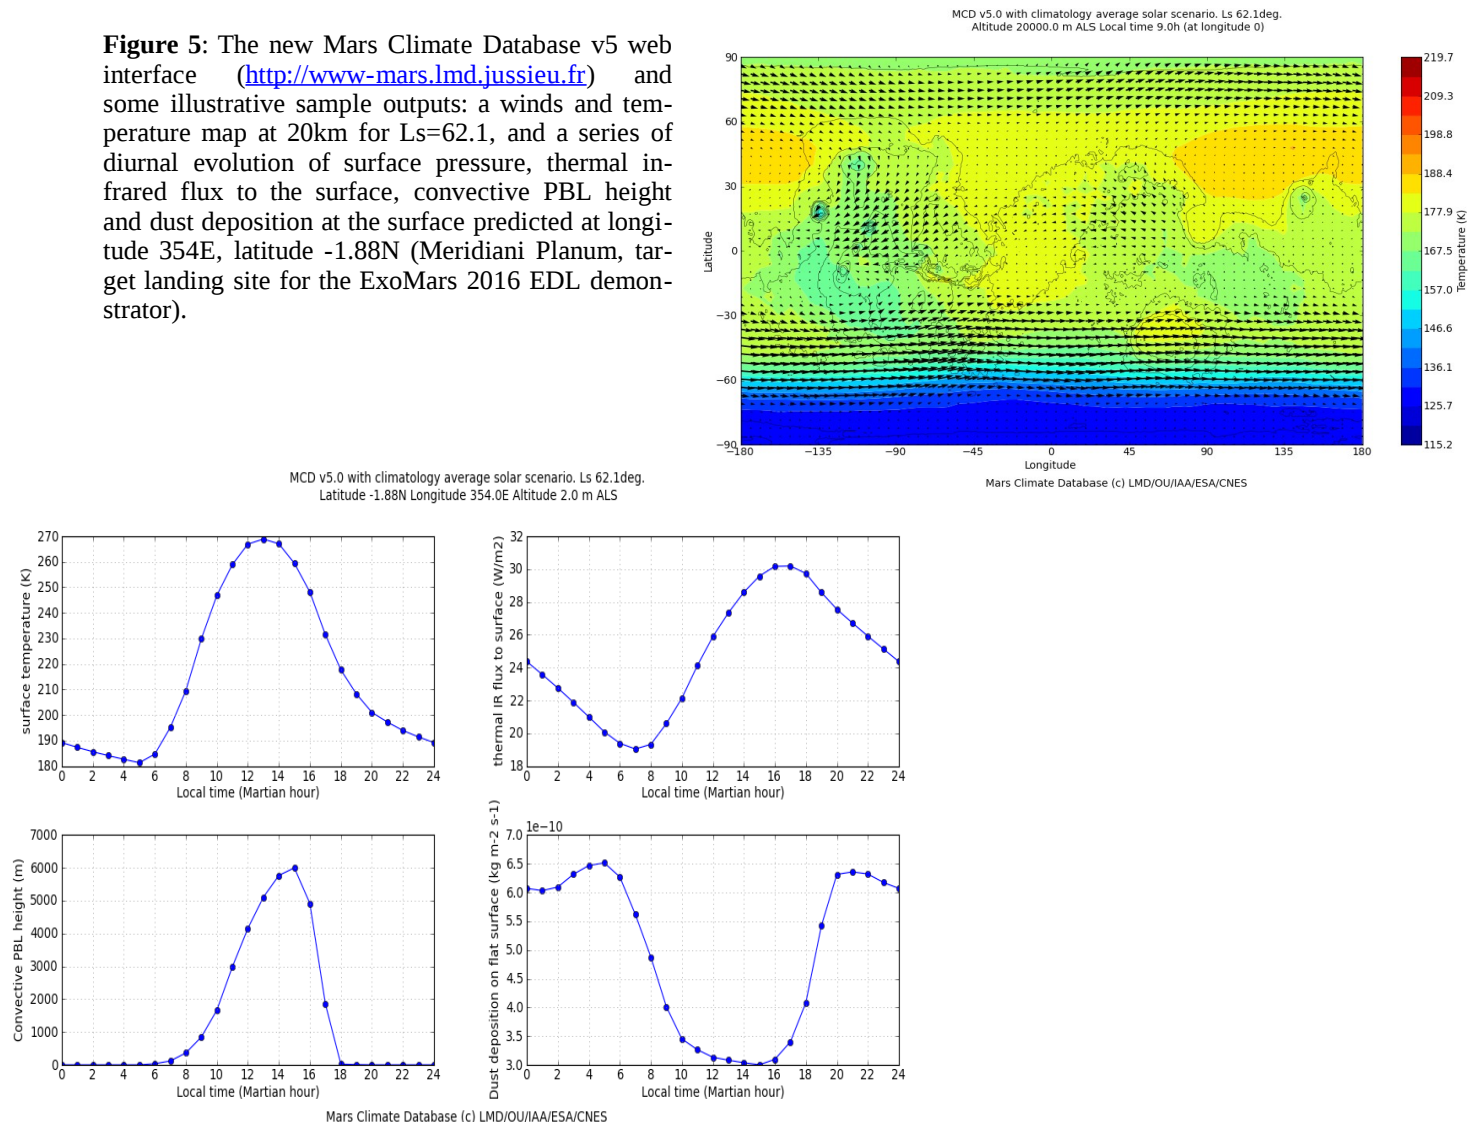 Figure 5: The new Mars Climate Database v5 web
interface (http://www-mars.lmd.jussieu.fr) and
some illustrative sample outputs: a winds and tem-
perature map at 20km for Ls=62.1, and a series of
diurnal evolution of surface pressure, thermal in-
frared flux to the surface, convective PBL height
and dust deposition at the surface predicted at longi-
tude 354E, latitude -1.88N (Meridiani Planum, tar-
get landing site for the ExoMars 2016 EDL demon-
strator).
MCD v5.0 with climatology average solar scenario. Ls 62.1deg.
Altitude 20000.0 m ALS Local time 9.0h (at longitude 0)
90
60
30
0
−30
−60
−90
Latitude
−180 −135 −90 −45 0 45 90 135 180
Longitude
219.7
209.3
198.8
188.4
177.9
167.5
157.0
146.6
136.1
125.7
115.2
Temperature (K)
Mars Climate Database (c) LMD/OU/IAA/ESA/CNES
MCD v5.0 with climatology average solar scenario. Ls 62.1deg.
Latitude -1.88N Longitude 354.0E Altitude 2.0 m ALS
270
260
250
240
230
220
210
200
190
180
surface temperature (K)
0 2 4 6 8 10 12 14 16 18 20 22 24
Local time (Martian hour)
32
30
28
26
24
22
20
18
thermal IR flux to surface (W/m2)
0 2 4 6 8 10 12 14 16 18 20 22 24
Local time (Martian hour)
7000
6000
5000
4000
3000
2000
1000
0
Convective PBL height (m)
0 2 4 6 8 10 12 14 16 18 20 22 24
Local time (Martian hour)
1e−10
7.0
6.5
6.0
5.5
5.0
4.5
4.0
3.5
3.0
Dust deposition on flat surface (kg m-2 s-1)
0 2 4 6 8 10 12 14 16 18 20 22 24
Local time (Martian hour)
Mars Climate Database (c) LMD/OU/IAA/ESA/CNES